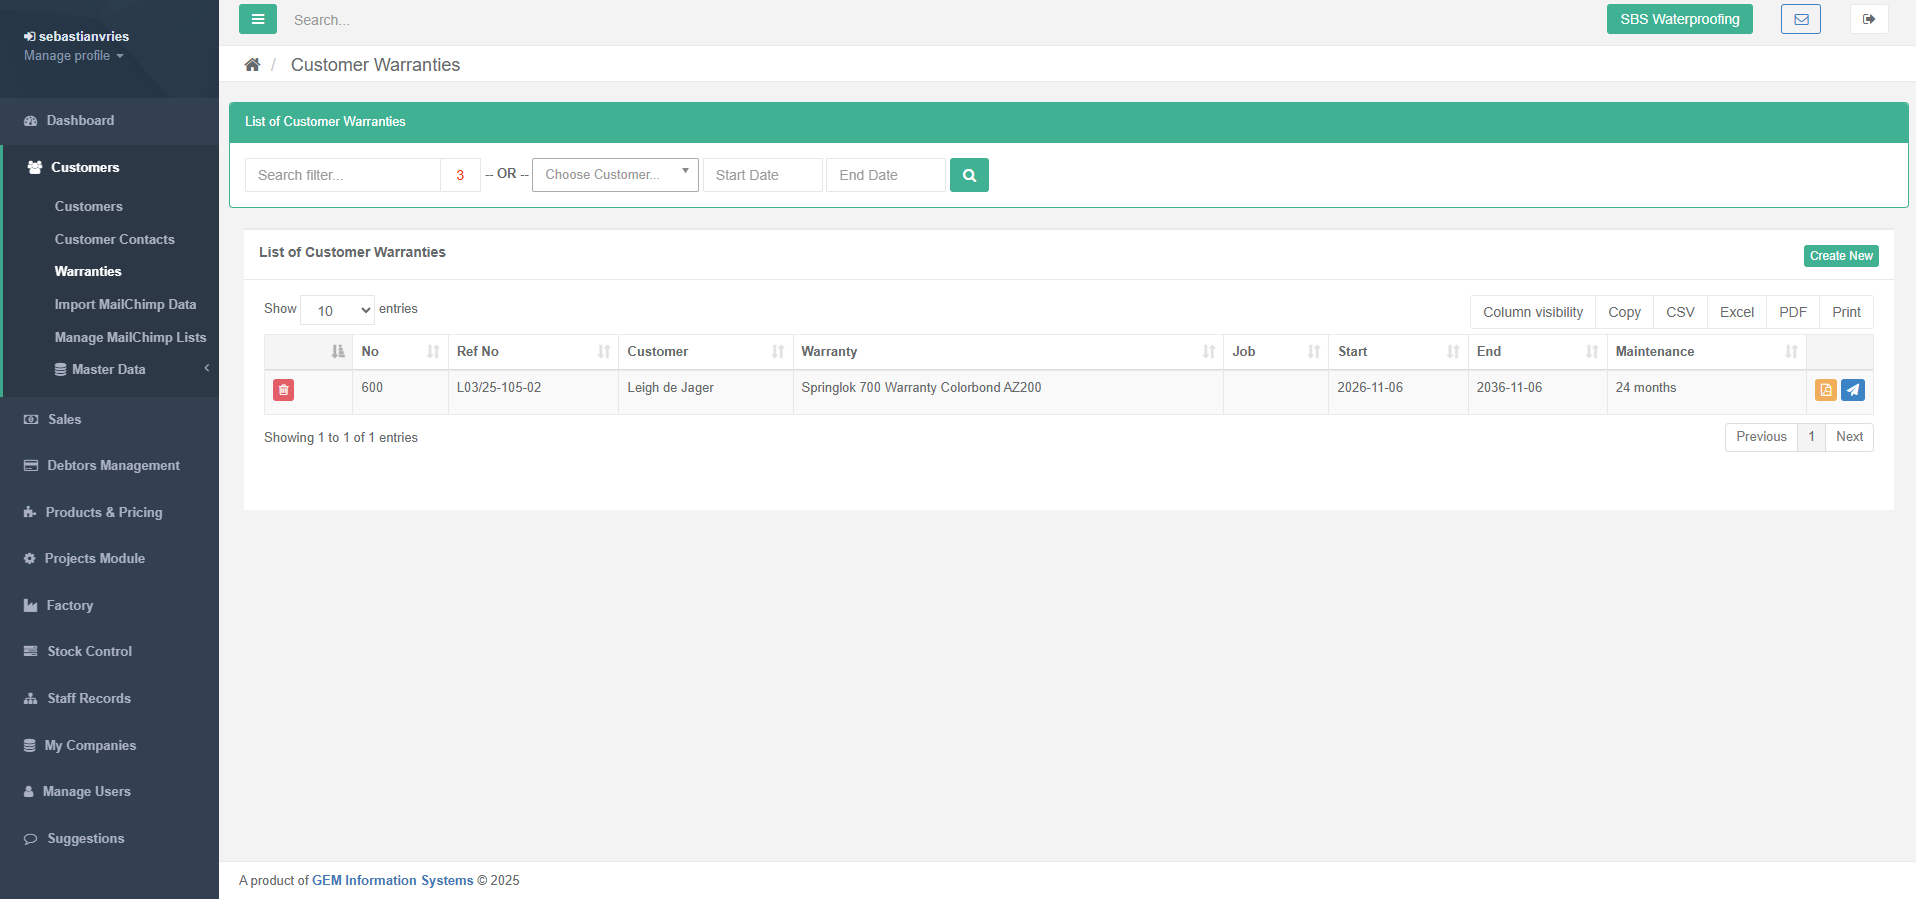 sebastianvries
Manage profile
Search...
SBS Waterproofing
Customer Warranties
Dashboard
Customers
Customers
Customer Contacts
Warranties
Import MailChimp Data
Manage MailChimp Lists
Master Data
Sales
Debtors Management
Products & Pricing
Projects Module
Factory
Stock Control
Staff Records
My Companies
Manage Users
Suggestions
List of Customer Warranties
Search filter... 3 -- OR -- Choose Customer... Start Date End Date
List of Customer Warranties
Create New
Show 10 entries
Column visibility Copy CSV Excel PDF Print
No Ref No Customer Warranty Job Start End Maintenance
600 L03/25-105-02 Leigh de Jager Springlok 700 Warranty Colorbond AZ200 2026-11-06 2036-11-06 24 months
Showing 1 to 1 of 1 entries
Previous 1 Next
A product of GEM Information Systems © 2025